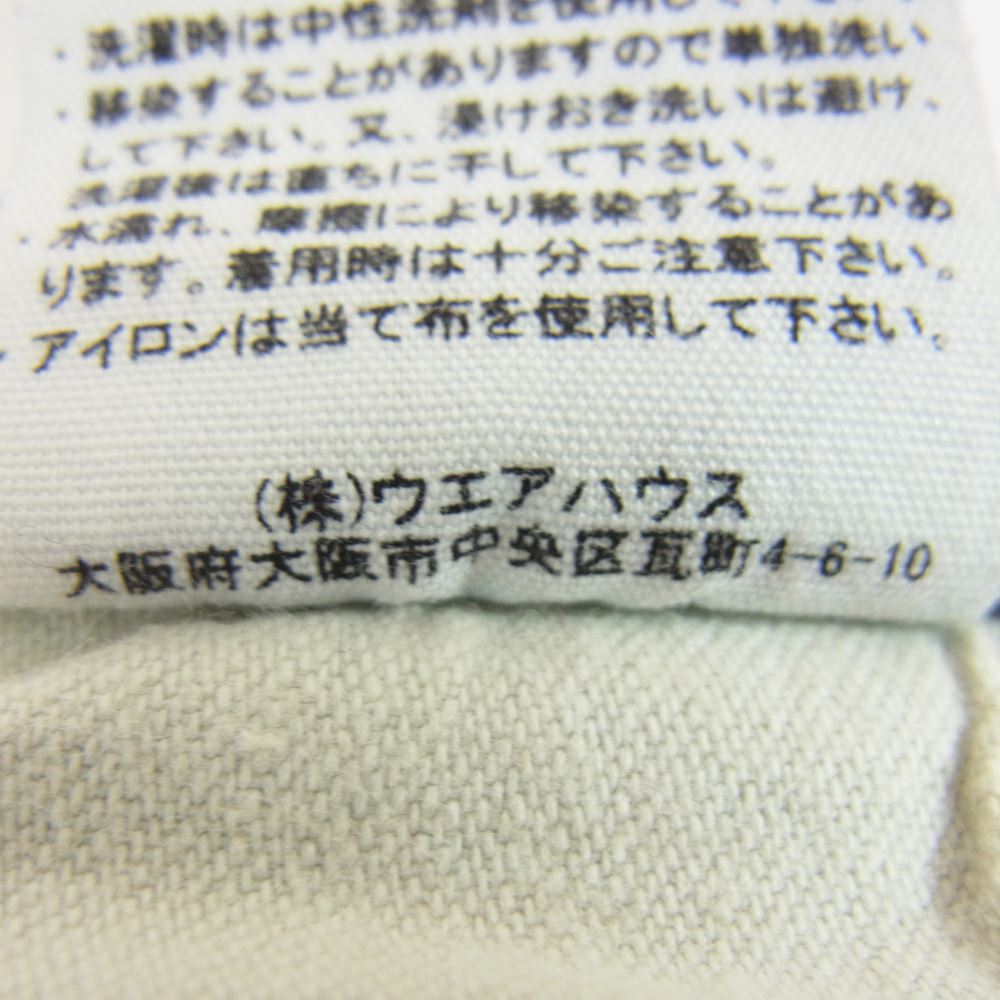 ・洗濯時は中性洗剤を使用して下さい。
・移染することがありますので単独洗い
して下さい。又、浸けおき洗いは避け、
洗濯後は直ちに干して下さい。
・水濡れ、摩擦により移染することがあ
ります。着用時は十分ご注意下さい。
・アイロンは当て布を使用して下さい。
(株)ウエアハウス
大阪府大阪市中央区瓦町4-6-10